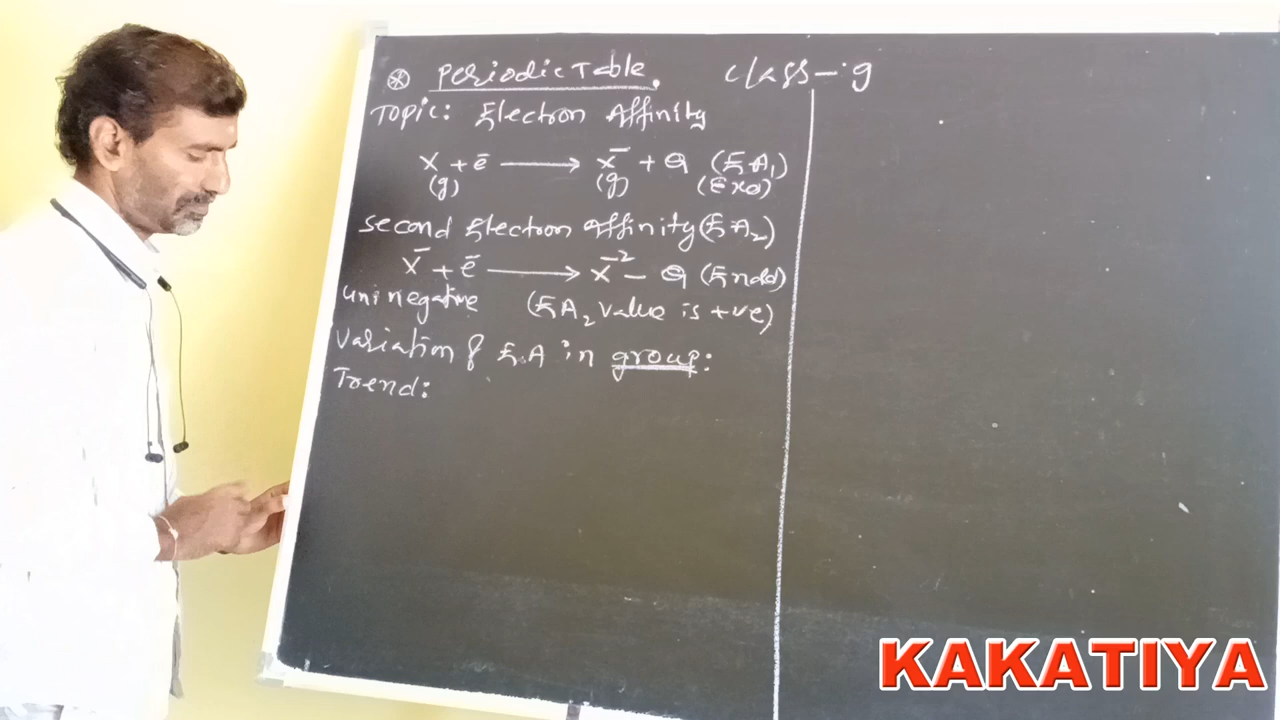 Periodic Table. Class - 9
Topic: Electron Affinity
X + e⁻ ⟶ X⁻ + Q (EA₁)
(g) (g) (Exo)
Second Electron Affinity (EA₂)
X⁻ + e⁻ ⟶ X⁻² - Q (Endo)
uninegative (EA₂ value is +ve)
Variation of E.A in group:
Trend:
KAKATIYA